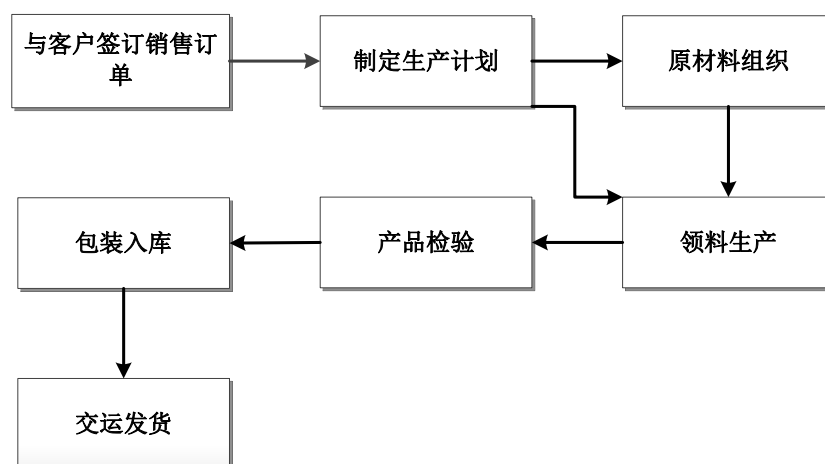 与客户签订销售订
单
制定生产计划
原材料组织
包装入库
产品检验
领料生产
交运发货